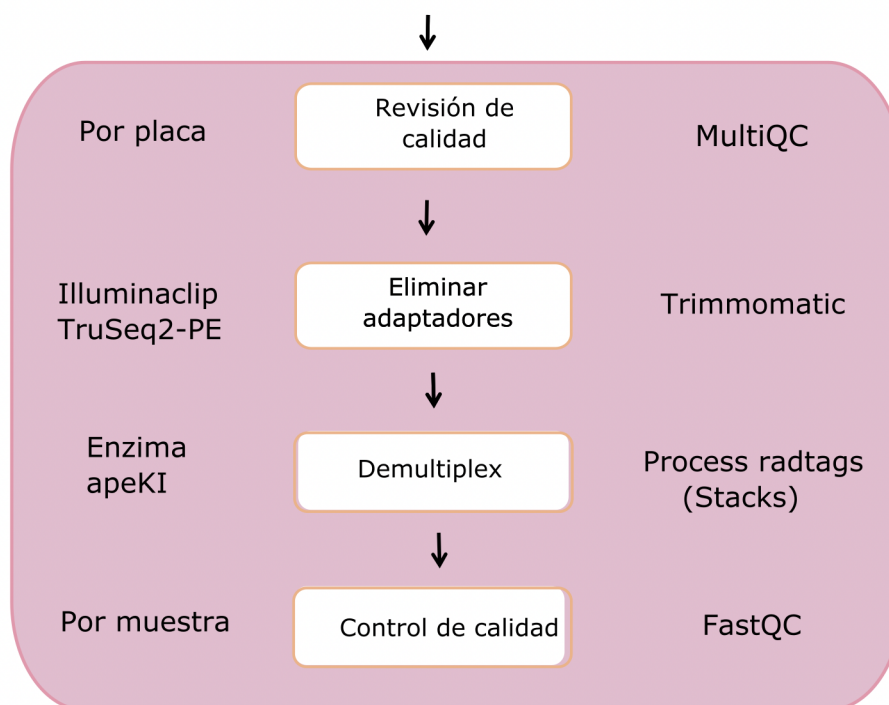 Por placa
Revisión de
calidad
MultiQC
Illuminaclip
TruSeq2-PE
Eliminar
adaptadores
Trimmomatic
Enzima
apeKI
Demultiplex
Process radtags
(Stacks)
Por muestra
Control de calidad
FastQC